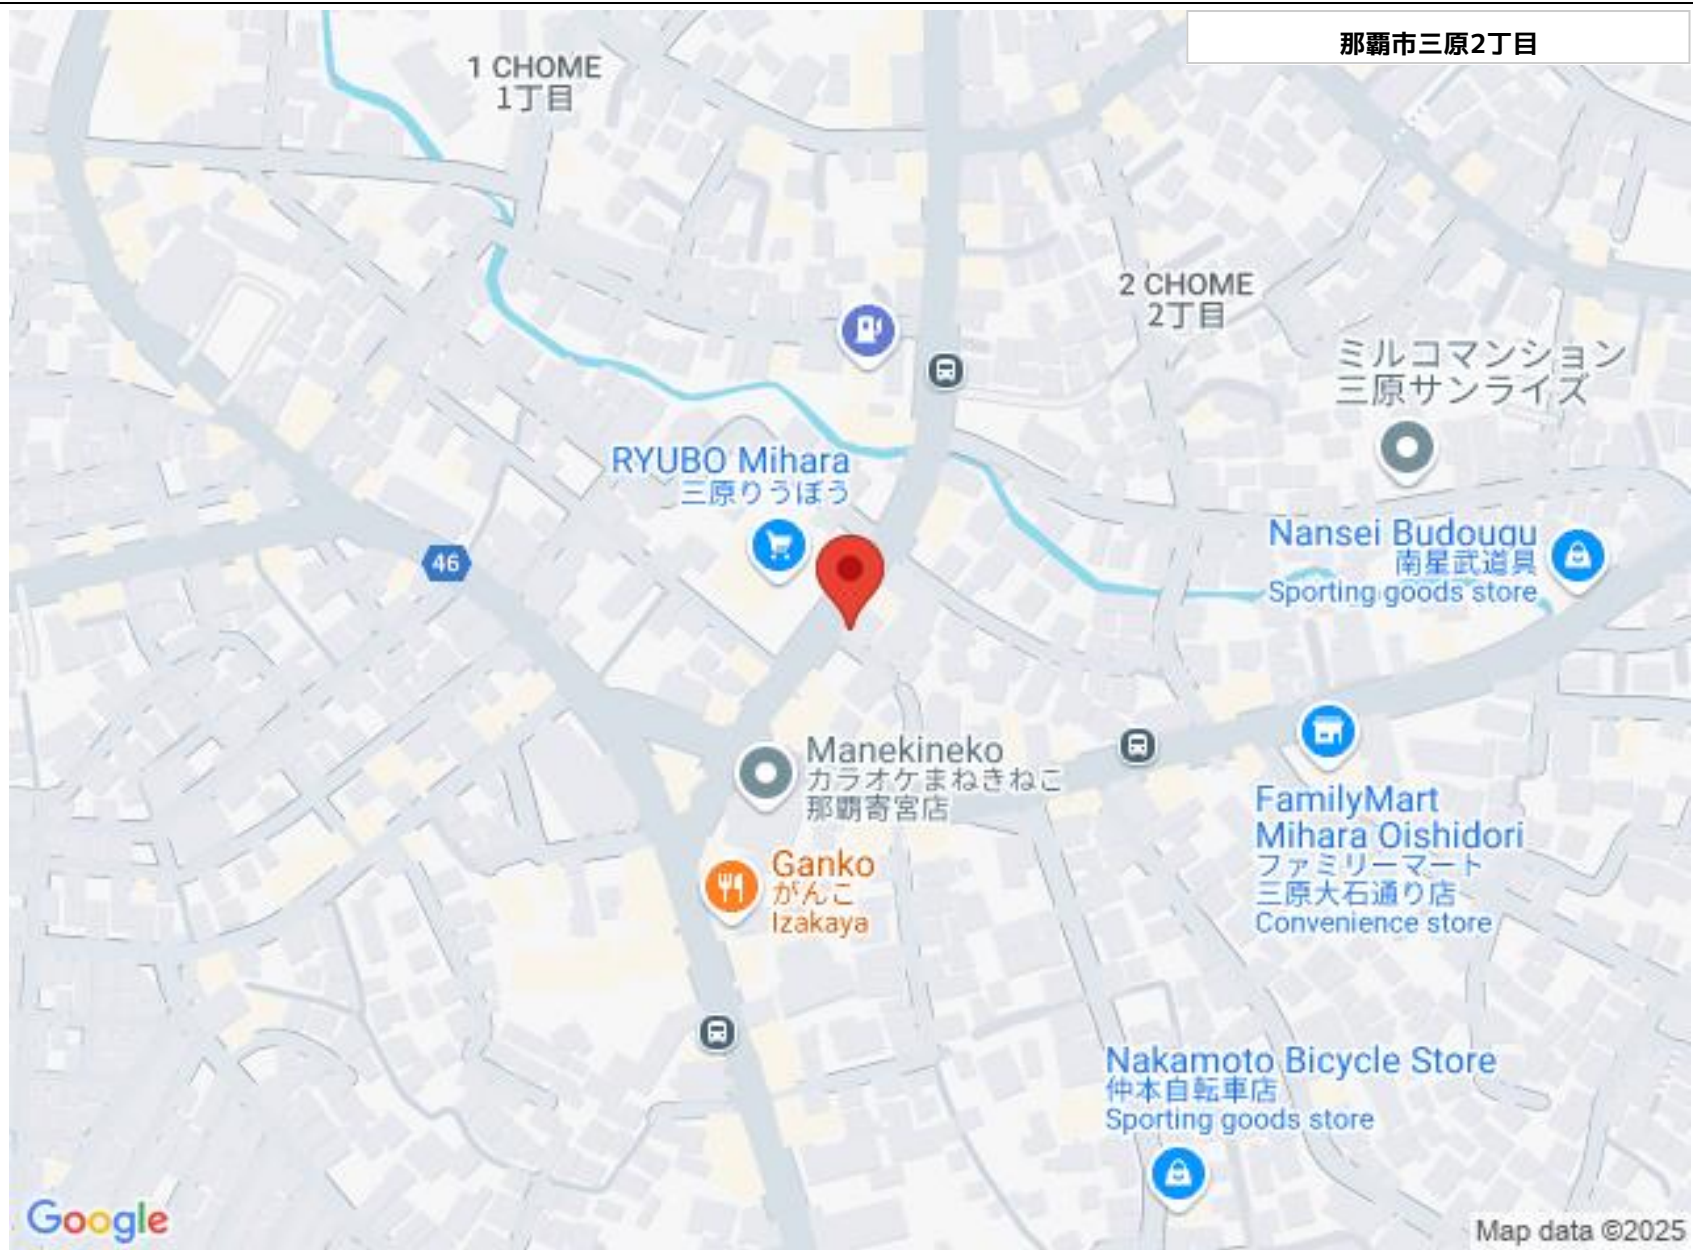 那覇市三原2丁目
1 CHOME
1丁目
2 CHOME
2丁目
ミルコマンション
三原サンライズ
RYUBO Mihara
三原りうぼう
46
Nansei Budougu
南星武道具
Sporting goods store
Manekineko
カラオケまねきねこ
那覇寄宮店
FamilyMart
Mihara Oishidori
ファミリーマート
三原大石通り店
Convenience store
Ganko
がんこ
Izakaya
Nakamoto Bicycle Store
仲本自転車店
Sporting goods store
Google
Map data ©2025